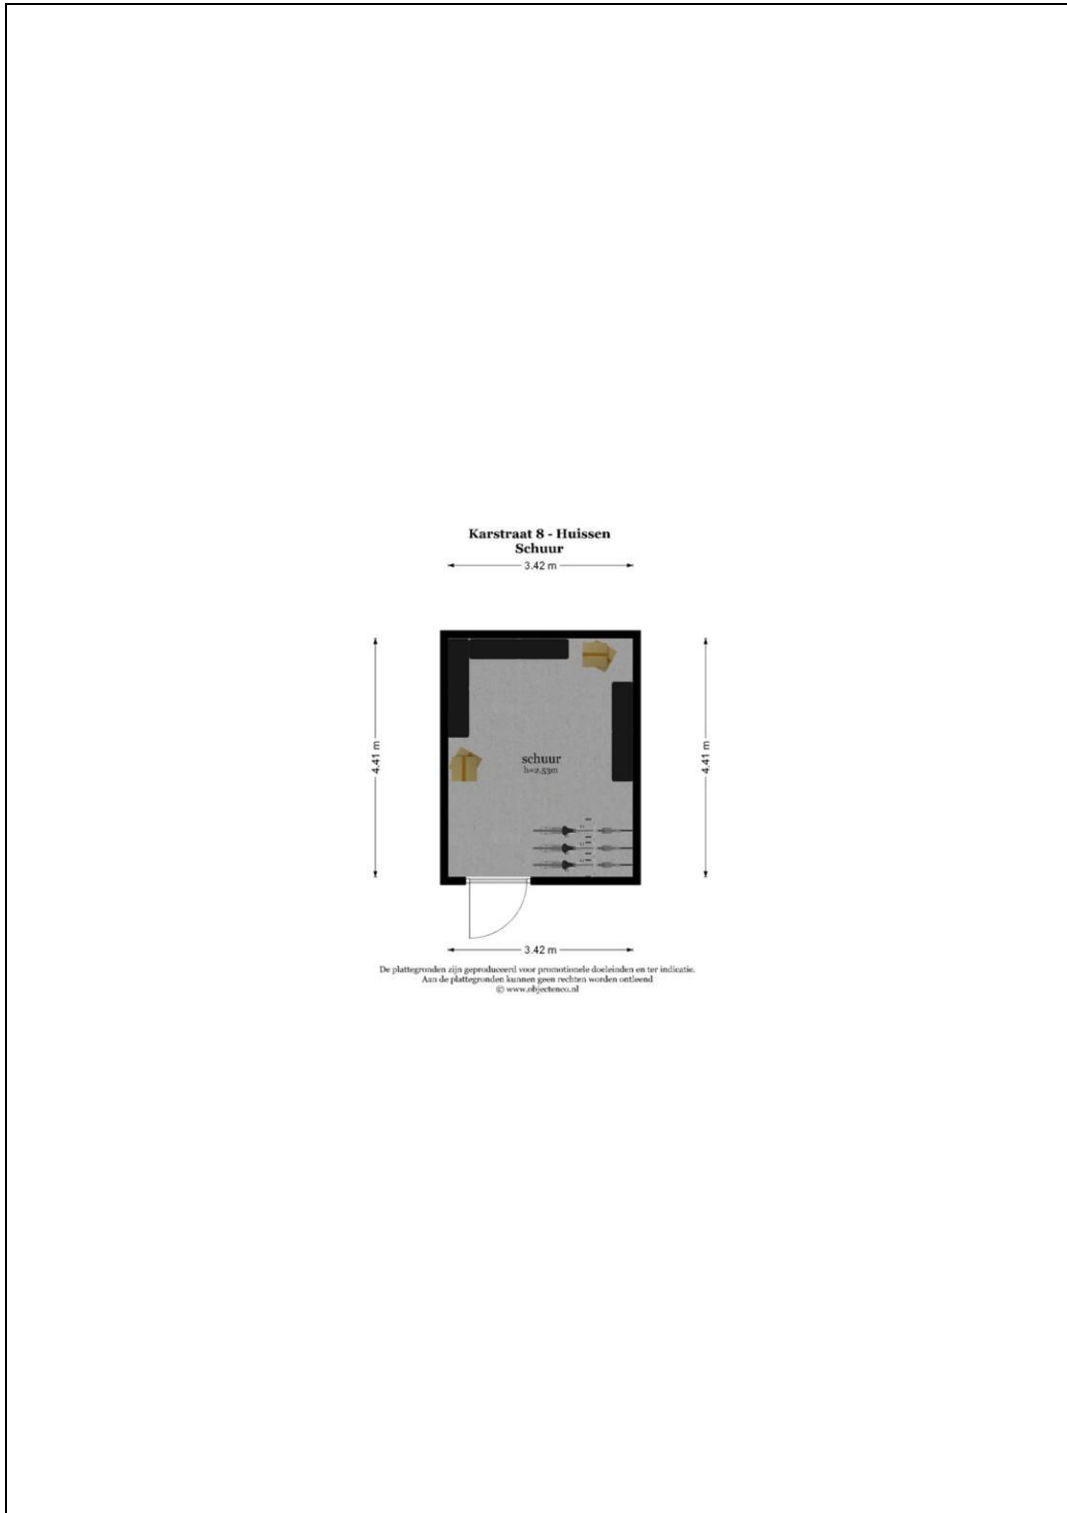 Karstraat 8 - Huissen
Schuur
3.42 m
4.41 m
4.41 m
schuur
h=2.53m
3.42 m
De plattegronden zijn geproduceerd voor promotionele doeleinden en ter indicatie.
Aan de plattegronden kunnen geen rechten worden ontleend
© www.objectenco.nl